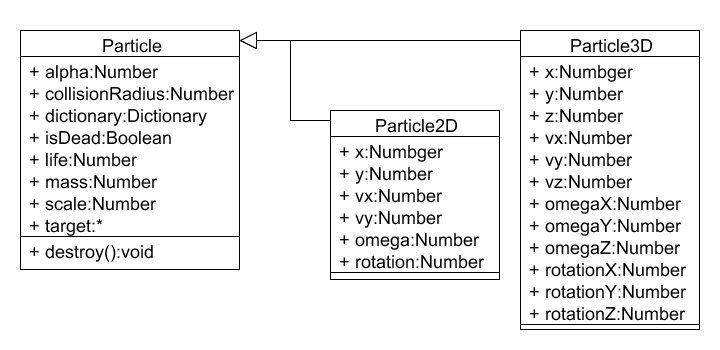 Particle
+ alpha:Number
+ collisionRadius:Number
+ dictionary:Dictionary
+ isDead:Boolean
+ life:Number
+ mass:Number
+ scale:Number
+ target:*
+ destroy():void
Particle2D
+ x:Numbger
+ y:Number
+ vx:Number
+ vy:Number
+ omega:Number
+ rotation:Number
Particle3D
+ x:Numbger
+ y:Number
+ z:Number
+ vx:Number
+ vy:Number
+ vz:Number
+ omegaX:Number
+ omegaY:Number
+ omegaZ:Number
+ rotationX:Number
+ rotationY:Number
+ rotationZ:Number